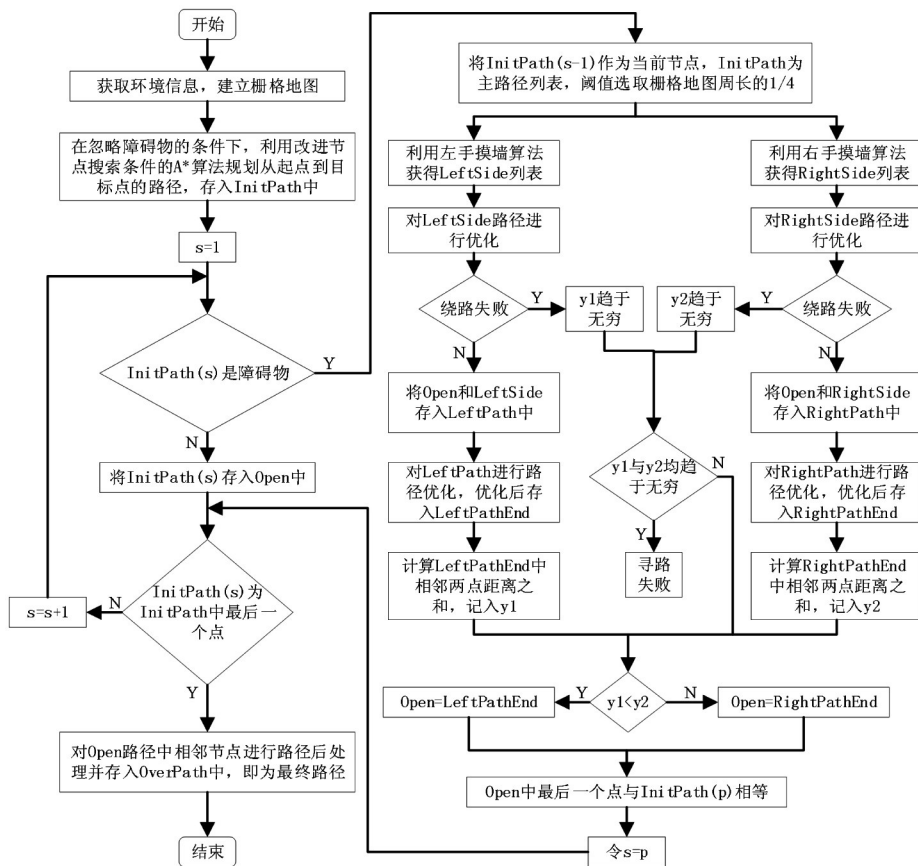 开始
获取环境信息，建立栅格地图
在忽略障碍物的条件下，利用改进节
点搜索条件的A*算法规划从起点到目
标点的路径，存入InitPath中
s=1
InitPath(s)是障碍物
Y
N
将InitPath(s)存入Open中
InitPath(s)为
InitPath中最后一
个点
N
s=s+1
Y
对Open路径中相邻节点进行路径后处
理并存入OverPath中，即为最终路径
结束
将InitPath(s-1)作为当前节点，InitPath为
主路径列表，阈值选取栅格地图周长的1/4
利用左手摸墙算法
获得LeftSide列表
对LeftSide路径进
行优化
绕路失败
Y
N
y1趋于
无穷
将Open和LeftSide
存入LeftPath中
对LeftPath进行路
径优化，优化后存
入LeftPathEnd
计算LeftPathEnd中
相邻两点距离之
和，记入y1
利用右手摸墙算法
获得RightSide列表
对RightSide路径进
行优化
绕路失败
Y
N
y2趋于
无穷
将Open和RightSide
存入RightPath中
对RightPath进行路
径优化，优化后存
入RightPathEnd
计算RightPathEnd
中相邻两点距离之
和，记入y2
y1与y2均趋
于无穷
N
Y
寻路
失败
y1<y2
Y
N
Open=LeftPathEnd
Open=RightPathEnd
Open中最后一个点与InitPath(p)相等
令s=p